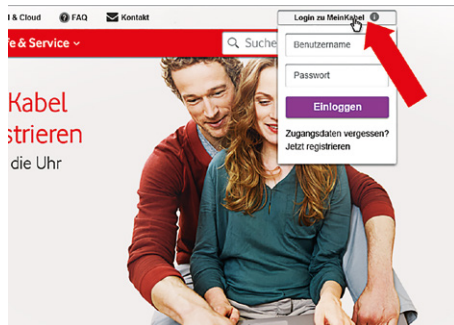 l & Cloud FAQ Kontakt Login zu MeinKabel
fe & Service
Suche
Benutzername
Passwort
Einloggen
Zugangsdaten vergessen?
Jetzt registrieren
Kabel
strieren
die Uhr